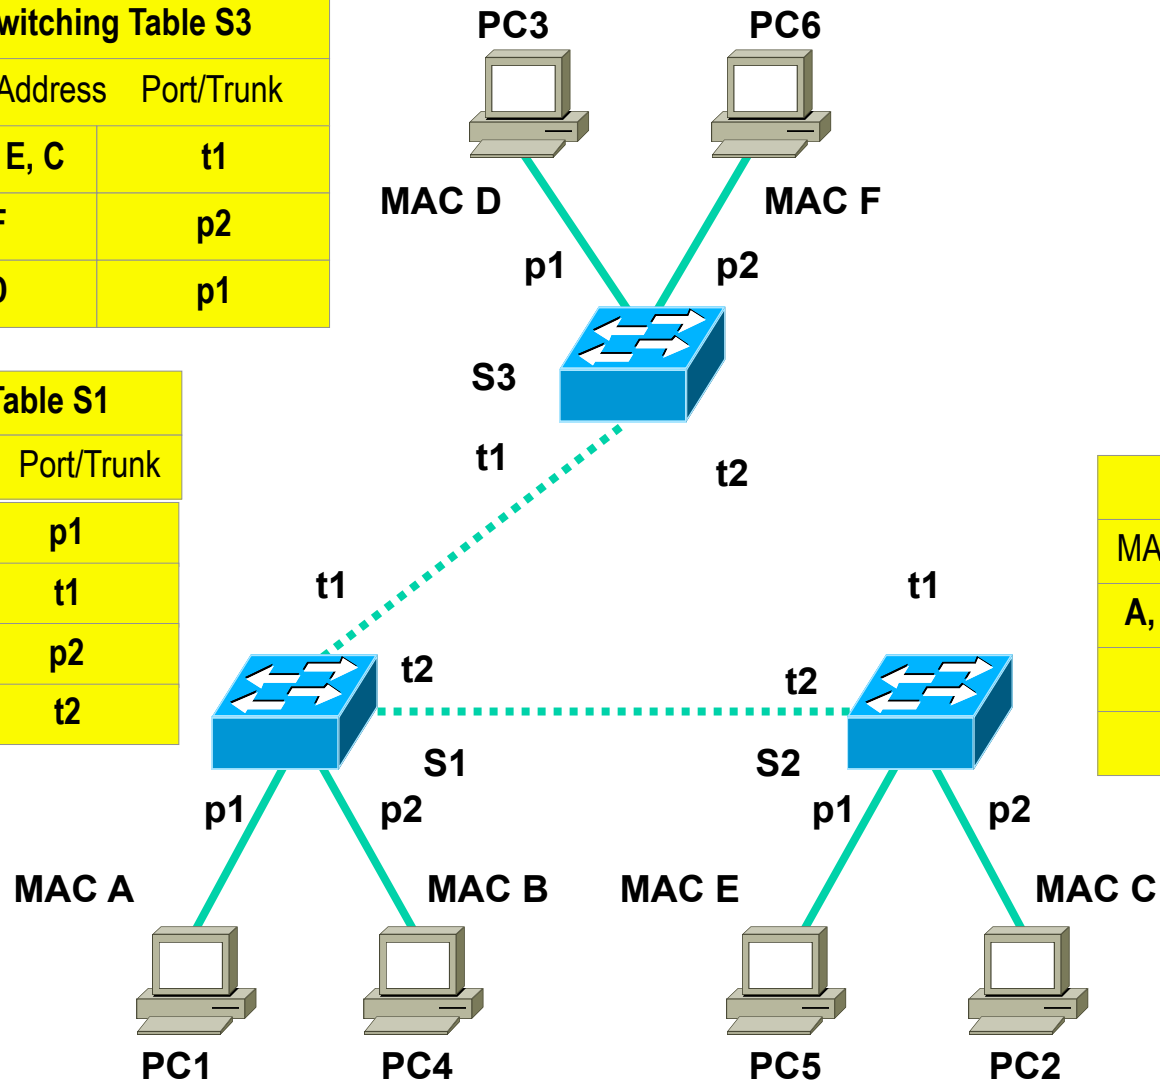 witching Table S3
Address Port/Trunk
E, C t1
p2
p1
PC3 PC6
MAC D MAC F
p1 p2
S3
t1 t2
Table S1
Port/Trunk
p1
t1
p2
t2
t1 t1
t2 t2
S1 S2
MA
A,
p1 p2 p1 p2
MAC A MAC B MAC E MAC C
PC1 PC4 PC5 PC2